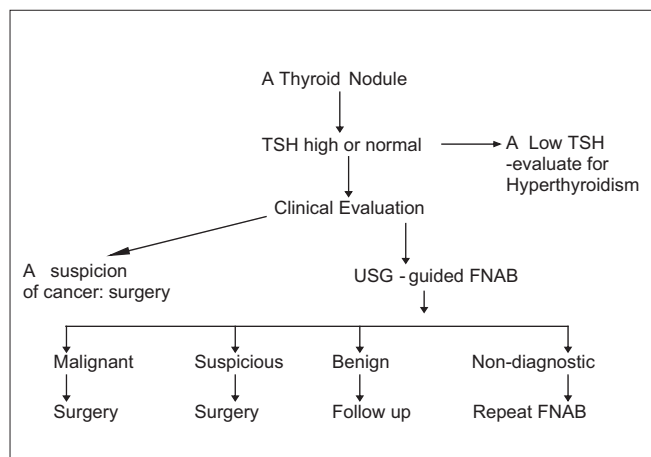 A Thyroid Nodule
TSH high or normal
A Low TSH
-evaluate for
Hyperthyroidism
Clinical Evaluation
A suspicion
of cancer: surgery
USG - guided FNAB
Malignant
Suspicious
Benign
Non-diagnostic
Surgery
Surgery
Follow up
Repeat FNAB